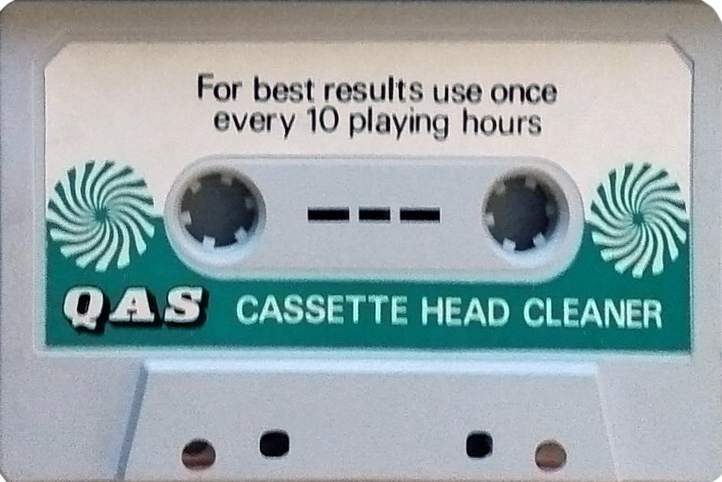 For best results use once
every 10 playing hours
QAS CASSETTE HEAD CLEANER